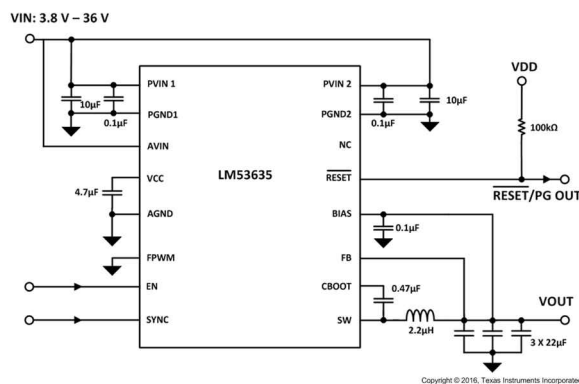 VIN: 3.8 V – 36 V
PVIN 1
PVIN 2
VDD
10µF
0.1µF
0.1µF
10µF
PGND1
PGND2
100kΩ
AVIN
NC
VCC
LM53635
RESET
RESET/PG OUT
4.7µF
AGND
BIAS
0.1µF
FPWM
FB
EN
CBOOT
0.47µF
VOUT
SYNC
SW
2.2µH
3 X 22µF
Copyright © 2016, Texas Instruments Incorporated